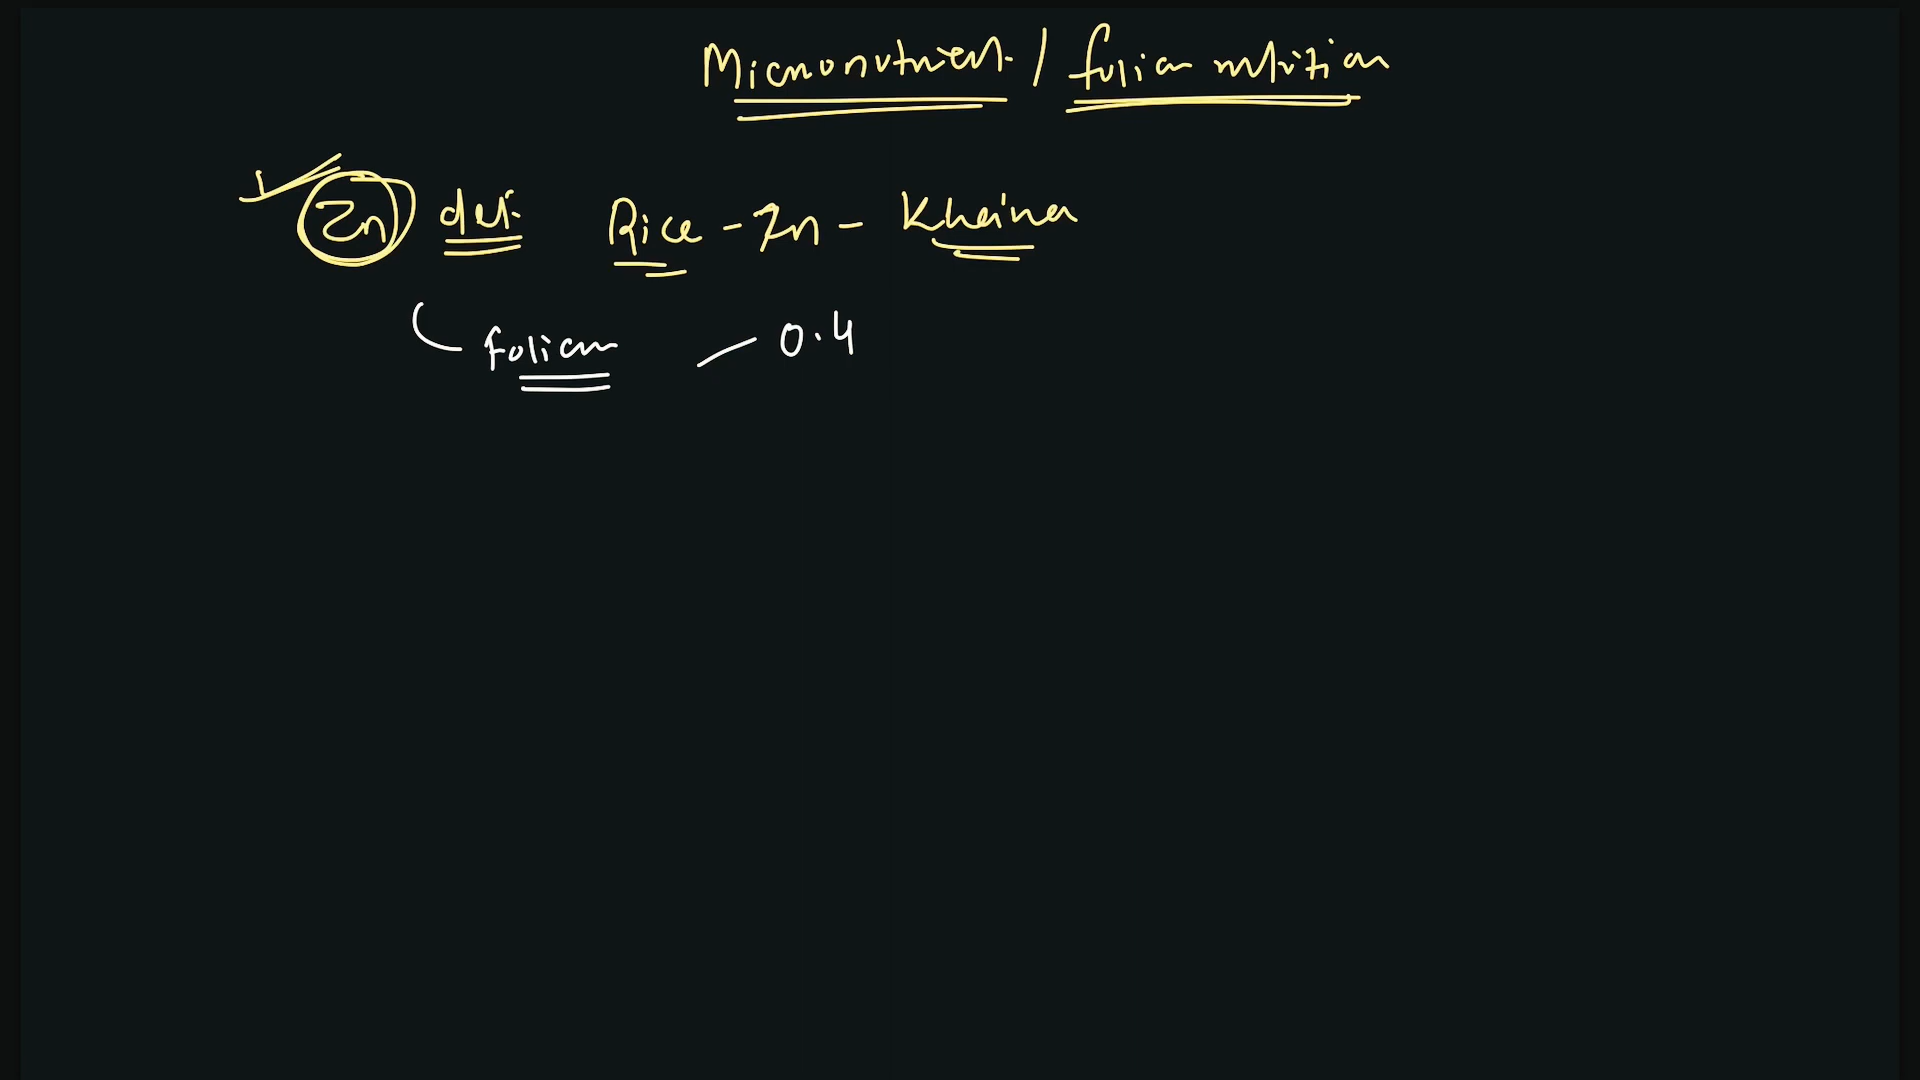 Micronutrient / foliar nutrition
Zn def. Rice - Zn - Khaira
foliar - 0.4